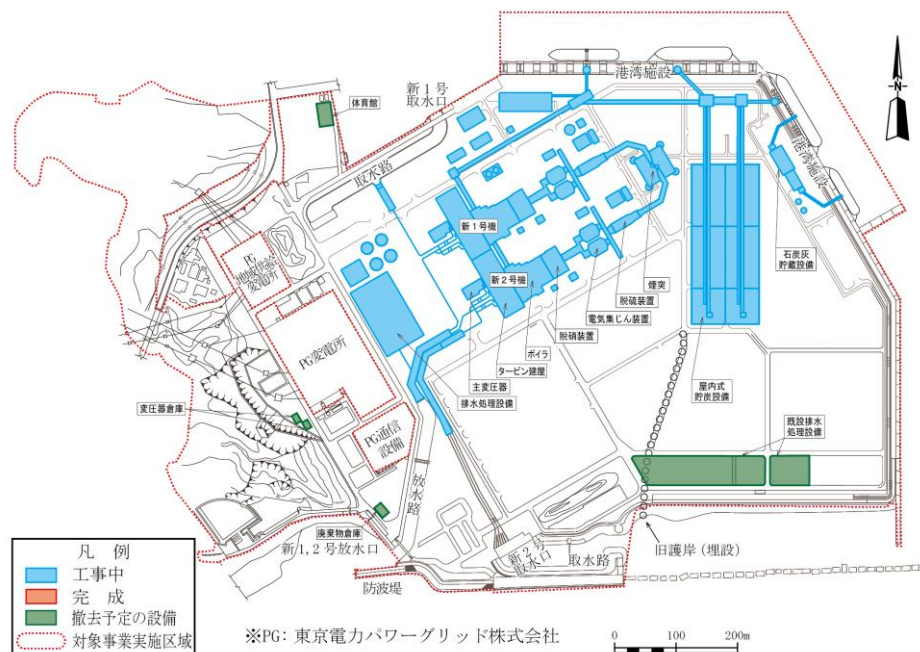 港湾施設
新1号
取水口
N
体育館
取水路
港湾施設
新1号機
石炭灰
貯蔵設備
PG
地域供給
変電所
新2号機
煙突
脱硫装置
電気集じん装置
脱硝装置
ボイラ
タービン建屋
主変圧器
排水処理設備
屋内式
貯炭設備
PG変電所
変圧器倉庫
PG通信
設備
既設排水
処理設備
放水路
廃棄物倉庫
新1,2号放水口
新2号
取水口
取水路
旧護岸(埋設)
防波堤
凡 例
工事中
完 成
撤去予定の設備
対象事業実施区域
※PG: 東京電力パワーグリッド株式会社
0 100 200m